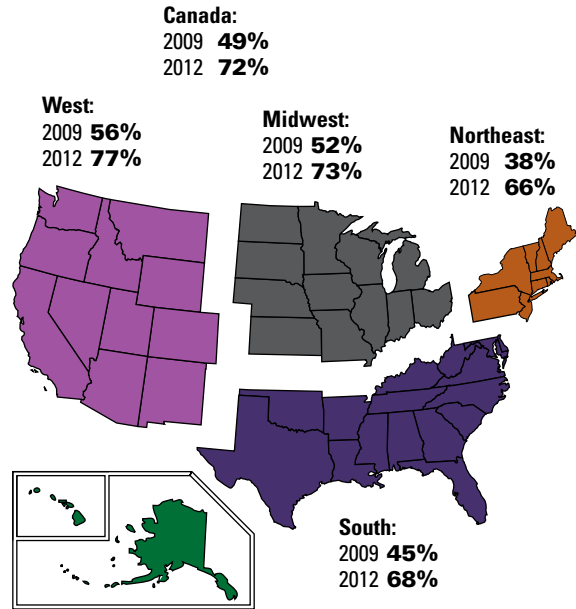 Canada:
2009 49%
2012 72%
West:
2009 56%
2012 77%
Midwest:
2009 52%
2012 73%
Northeast:
2009 38%
2012 66%
South:
2009 45%
2012 68%